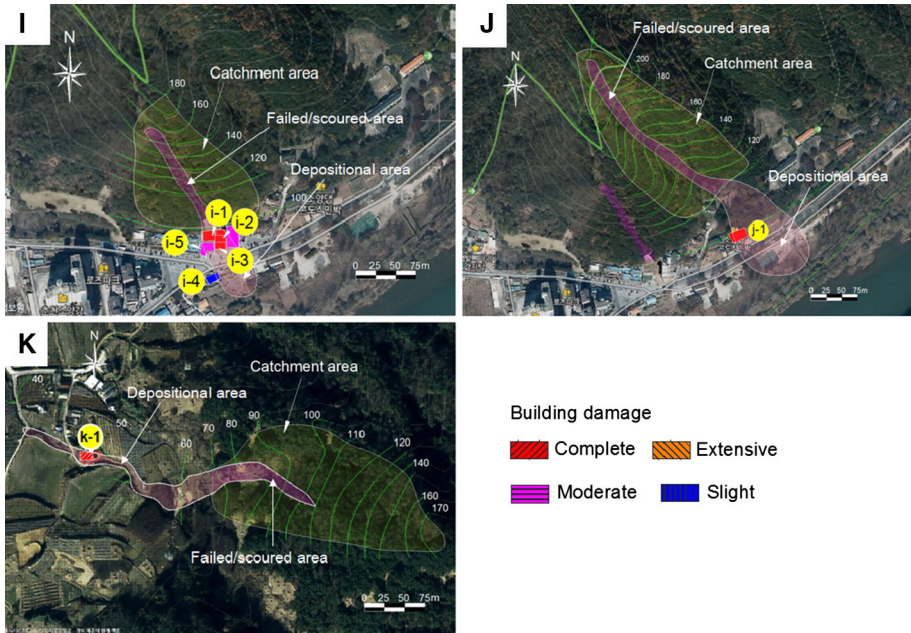 I
N
180
160
140
120
100
Catchment area
Failed/scoured area
Depositional area
i-1
i-2
i-3
i-4
i-5
0 25 50 75m
J
N
Failed/scoured area
200
180
160
140
120
Catchment area
Depositional area
j-1
0 25 50 75m
K
N
40
50
60
70
80
90
100
110
120
140
160
170
Depositional area
Catchment area
k-1
Failed/scoured area
0 25 50 75m
Building damage
Complete
Extensive
Moderate
Slight